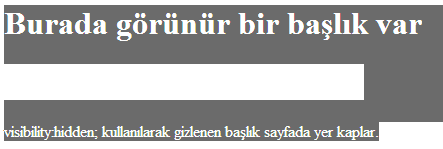 Burada görünür bir başlık var
visibility:hidden; kullanılarak gizlenen başlık sayfada yer kaplar.